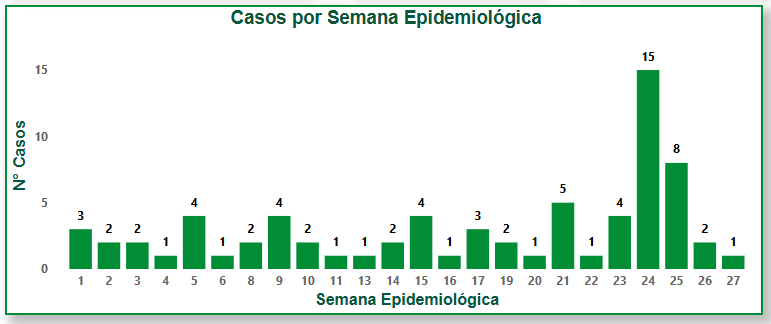 Casos por Semana Epidemiológica
N° Casos
15
10
5
0
3 2 2 1 4 1 2 4 2 1 1 2 4 1 3 2 1 5 1 4 15 8 2 1
1 2 3 4 5 6 8 9 10 11 13 14 15 16 17 19 20 21 22 23 24 25 26 27
Semana Epidemiológica